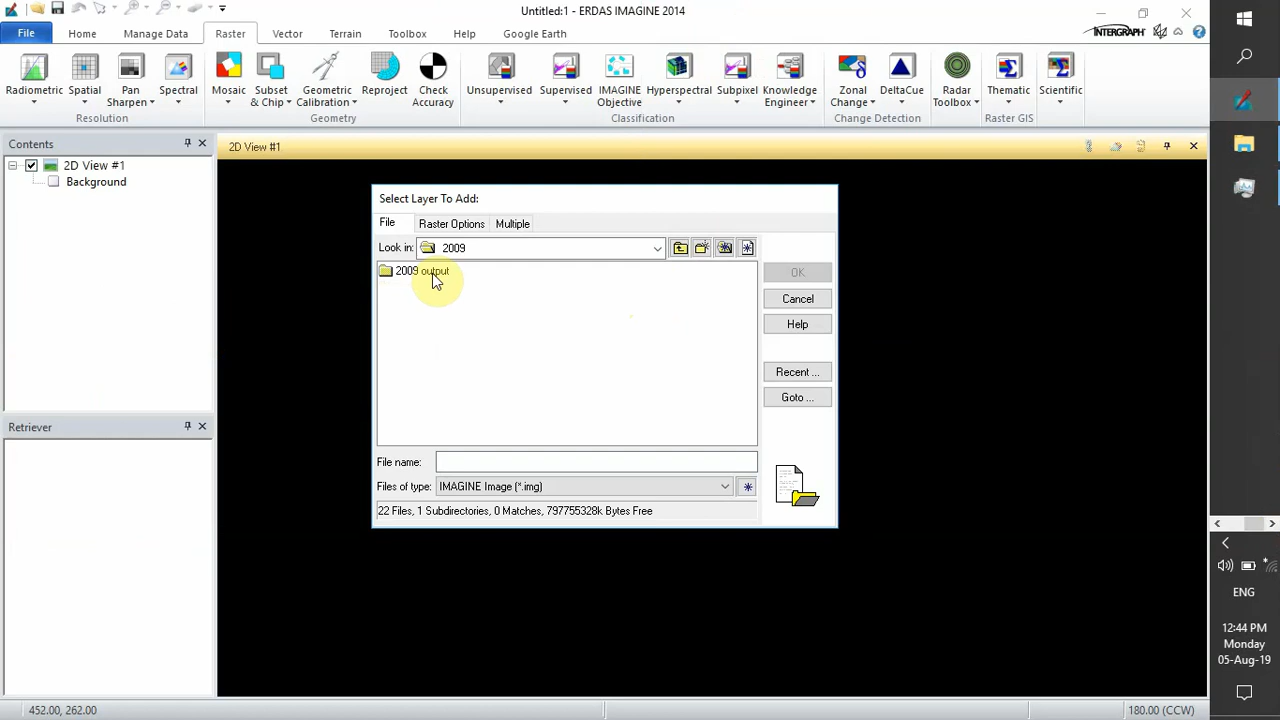 Untitled:1 - ERDAS IMAGINE 2014
File Home Manage Data Raster Vector Terrain Toolbox Help Google Earth INTERGRAPH
Radiometric Spatial Pan Sharpen Spectral Mosaic Subset & Chip Geometric Calibration Reproject Check Accuracy Unsupervised Supervised IMAGINE Objective Hyperspectral Subpixel Knowledge Engineer Zonal Change DeltaCue Radar Toolbox Thematic Scientific
Resolution Geometry Classification Change Detection Raster GIS
Contents
2D View #1
Background
Retriever
2D View #1
Select Layer To Add:
File Raster Options Multiple
Look in: 2009
2009 output
OK
Cancel
Help
Recent ...
Goto ...
File name:
Files of type: IMAGINE Image (*.img)
22 Files, 1 Subdirectories, 0 Matches, 797755328k Bytes Free
452.00, 262.00
180.00 (CCW)
ENG
12:44 PM
Monday
05-Aug-19